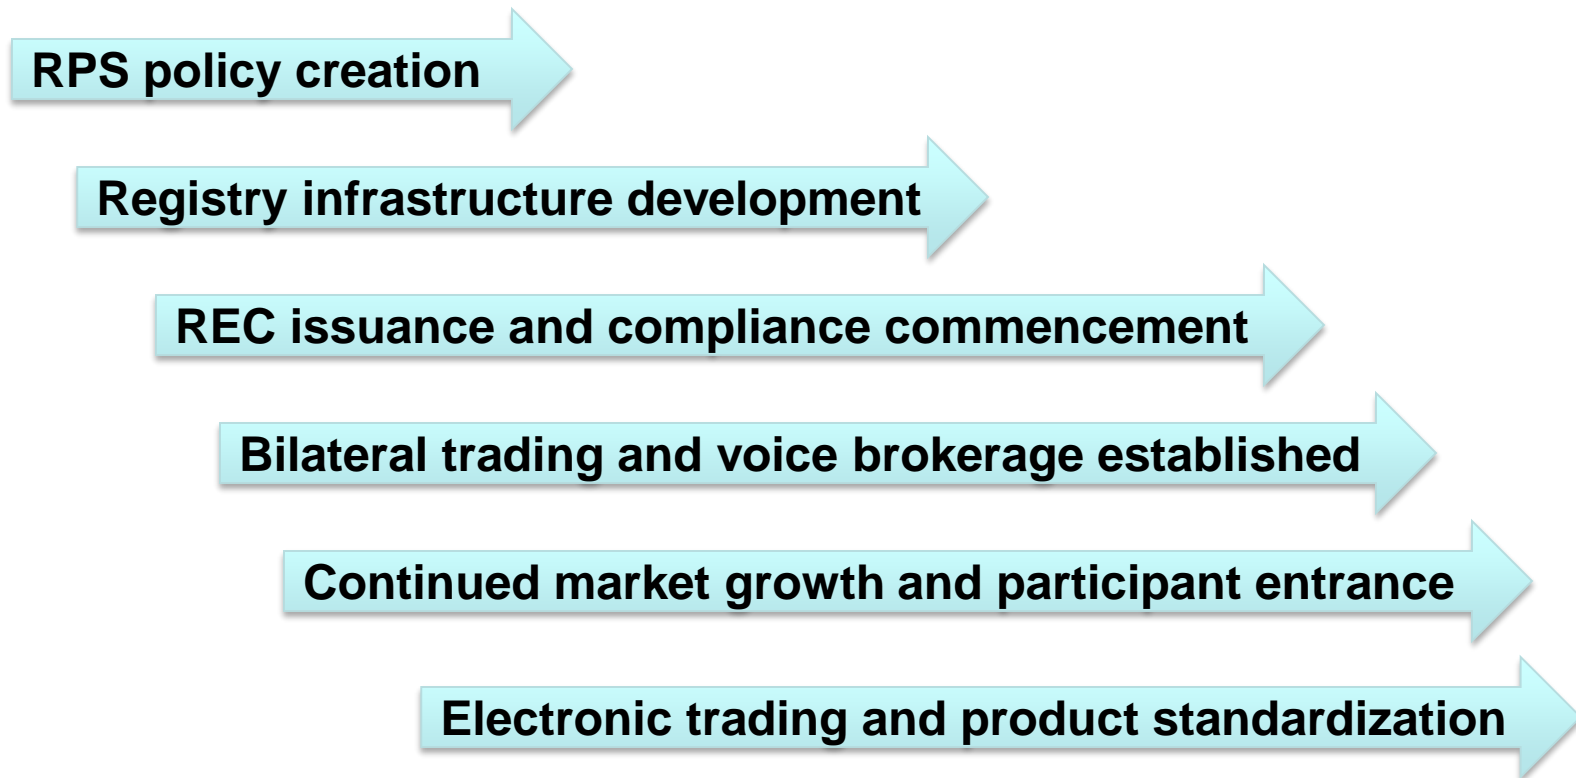 RPS policy creation
Registry infrastructure development
REC issuance and compliance commencement
Bilateral trading and voice brokerage established
Continued market growth and participant entrance
Electronic trading and product standardization